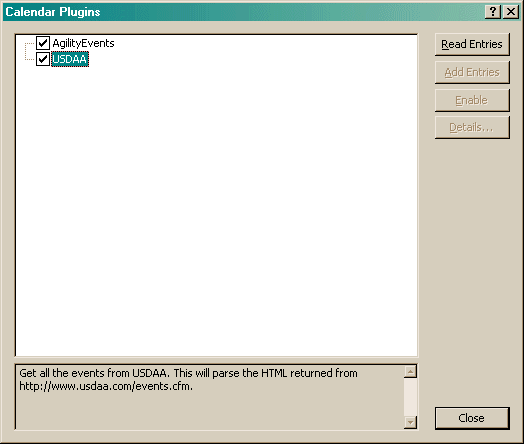 Calendar Plugins
AgilityEvents
USDAA
Read Entries
Add Entries
Enable
Details...
Get all the events from USDAA. This will parse the HTML returned from
http://www.usdaa.com/events.cfm.
Close